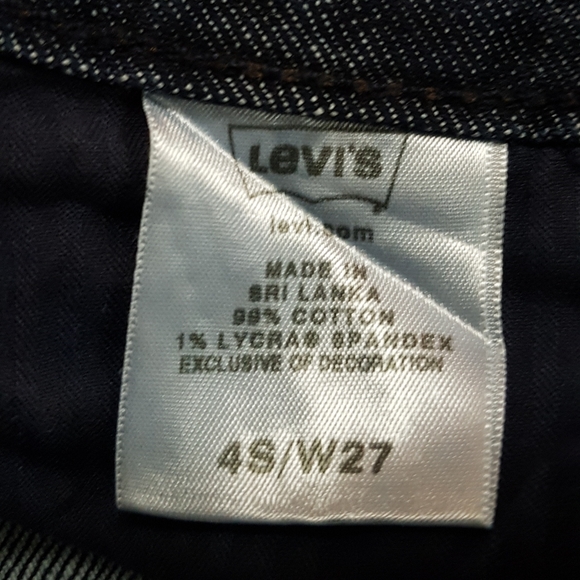 Levi's
levi.com
MADE IN
SRI LANKA
99% COTTON
1% LYCRA® SPANDEX
EXCLUSIVE OF DECORATION
4S/W27